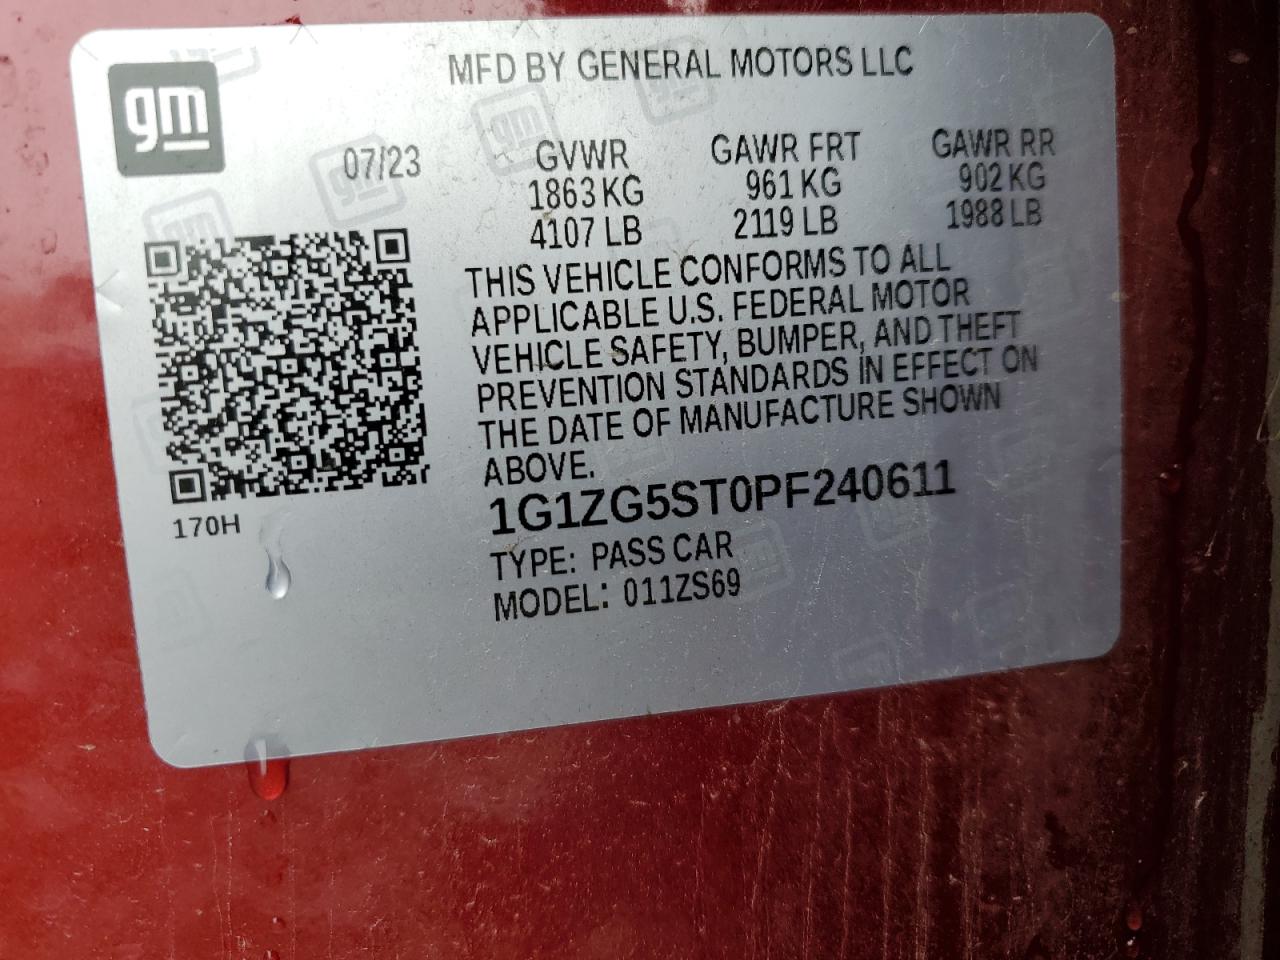 MFD BY GENERAL MOTORS LLC
gm
07/23
GVWR GAWR FRT GAWR RR
1863 KG 961 KG 902 KG
4107 LB 2119 LB 1988 LB
THIS VEHICLE CONFORMS TO ALL
APPLICABLE U.S. FEDERAL MOTOR
VEHICLE SAFETY, BUMPER, AND THEFT
PREVENTION STANDARDS IN EFFECT ON
THE DATE OF MANUFACTURE SHOWN
ABOVE.
170H
1G1ZG5ST0PF240611
TYPE: PASS CAR
MODEL: 011ZS69